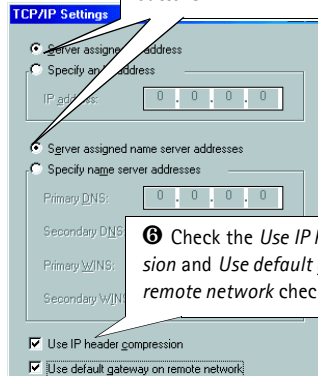 TCP/IP Settings
Server assigned address
Specify an address
IP address:
0 . 0 . 0 . 0
Server assigned name server addresses
Specify name server addresses
Primary DNS:
0 . 0 . 0 . 0
Secondary
❻ Check the Use IP
sion and Use default
remote network
Primary WINS:
Secondary
Use IP header compression
Use default gateway on remote network